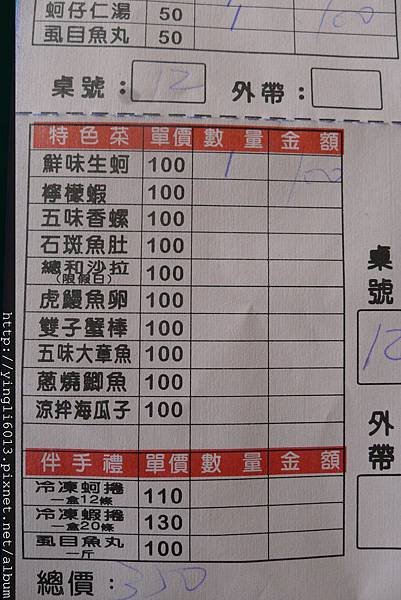 蚵仔仁湯 50 1 100
虱目魚丸 50
桌號： 12 外帶：
特色菜 單價 數量 金額
鮮味生蚵 100 1 100
檸檬蝦 100
五味香螺 100
石斑魚肚 100
總和沙拉 100
(限假日)
虎鰻魚卵 100
雙子蟹棒 100
五味大章魚 100
蔥燒鯽魚 100
涼拌海瓜子 100
桌號
12
外帶
伴手禮 單價 數量 金額
冷凍蚵捲 110
一盒12條
冷凍蝦捲 130
一盒20條
虱目魚丸 100
一斤
總價： 350
http://yingli6013.pixnet.net/album